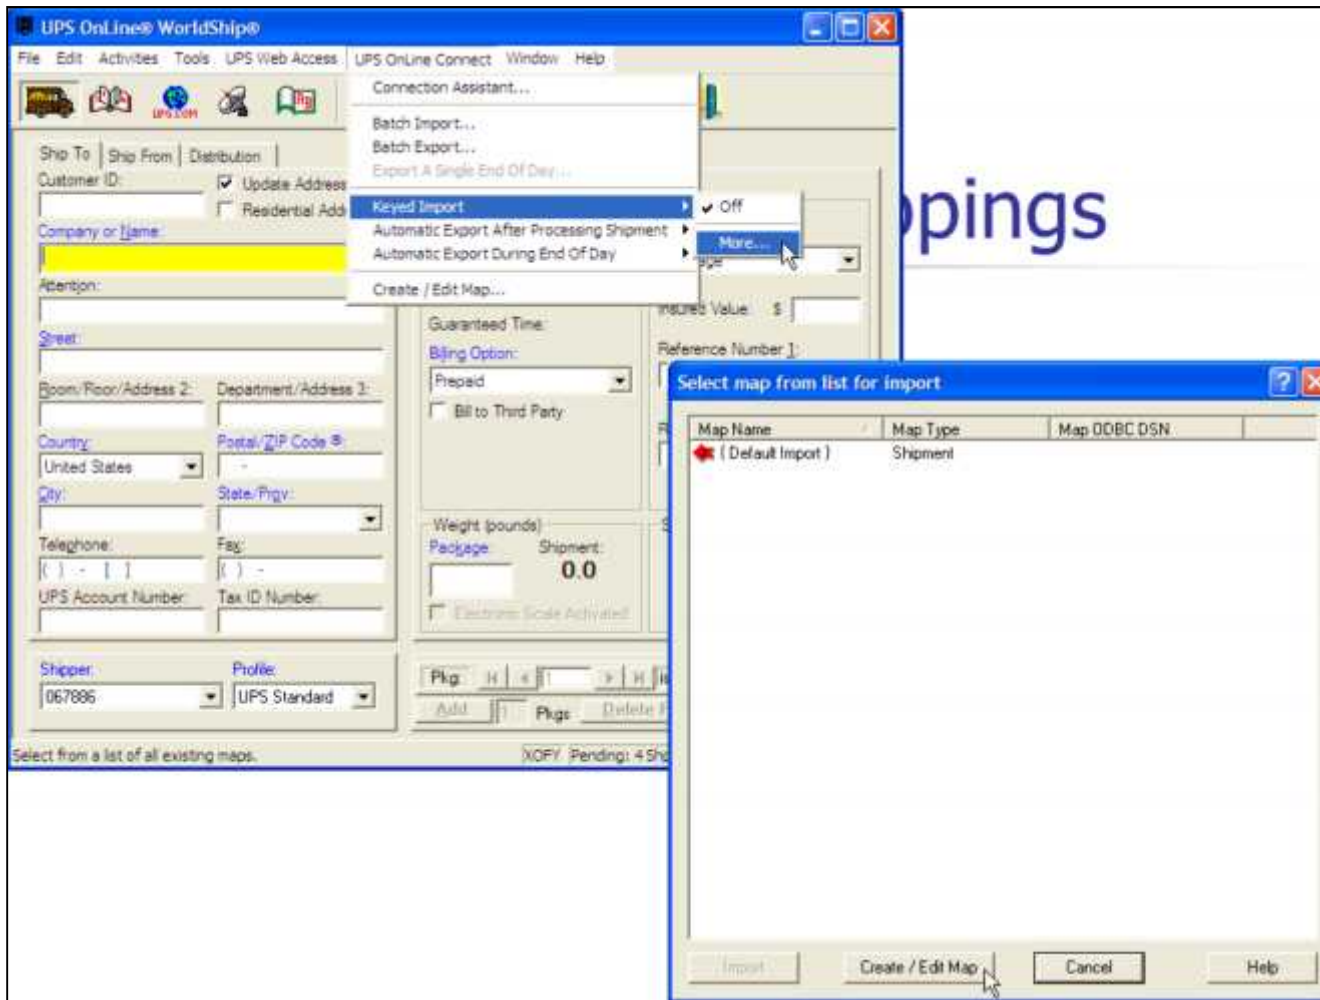 UPS OnLine® WorldShip®
File Edit Activities Tools UPS Web Access UPS OnLine Connect Window Help
UPS.COM
Connection Assistant...
Batch Import...
Batch Export...
Export A Single End Of Day...
Keyed Import
Off
More...
Automatic Export After Processing Shipment
Automatic Export During End Of Day
Create / Edit Map...
ppings
Ship To Ship From Distribution
Customer ID:
Update Address
Residential Add
Company or Name:
Attention:
Street:
Room/Floor/Address 2: Department/Address 3:
Country: Postal/ZIP Code ®:
United States -
City: State/Prov:
Telephone: Fax:
( ) - [ ] ( ) -
UPS Account Number: Tax ID Number:
Shipper: Profile:
067886 UPS Standard
Guaranteed Time:
Billing Option:
Prepaid
Bill to Third Party
Insured Value: $
Reference Number 1:
Weight (pounds)
Package: Shipment:
0.0
Electronic Scale Activated
Pkg 1
Add 1 Pkgs Delete
Select from a list of all existing maps. XOFY Pending: 4 Sh
Select map from list for import
Map Name Map Type Map ODBC DSN
( Default Import ) Shipment
Import Create / Edit Map Cancel Help